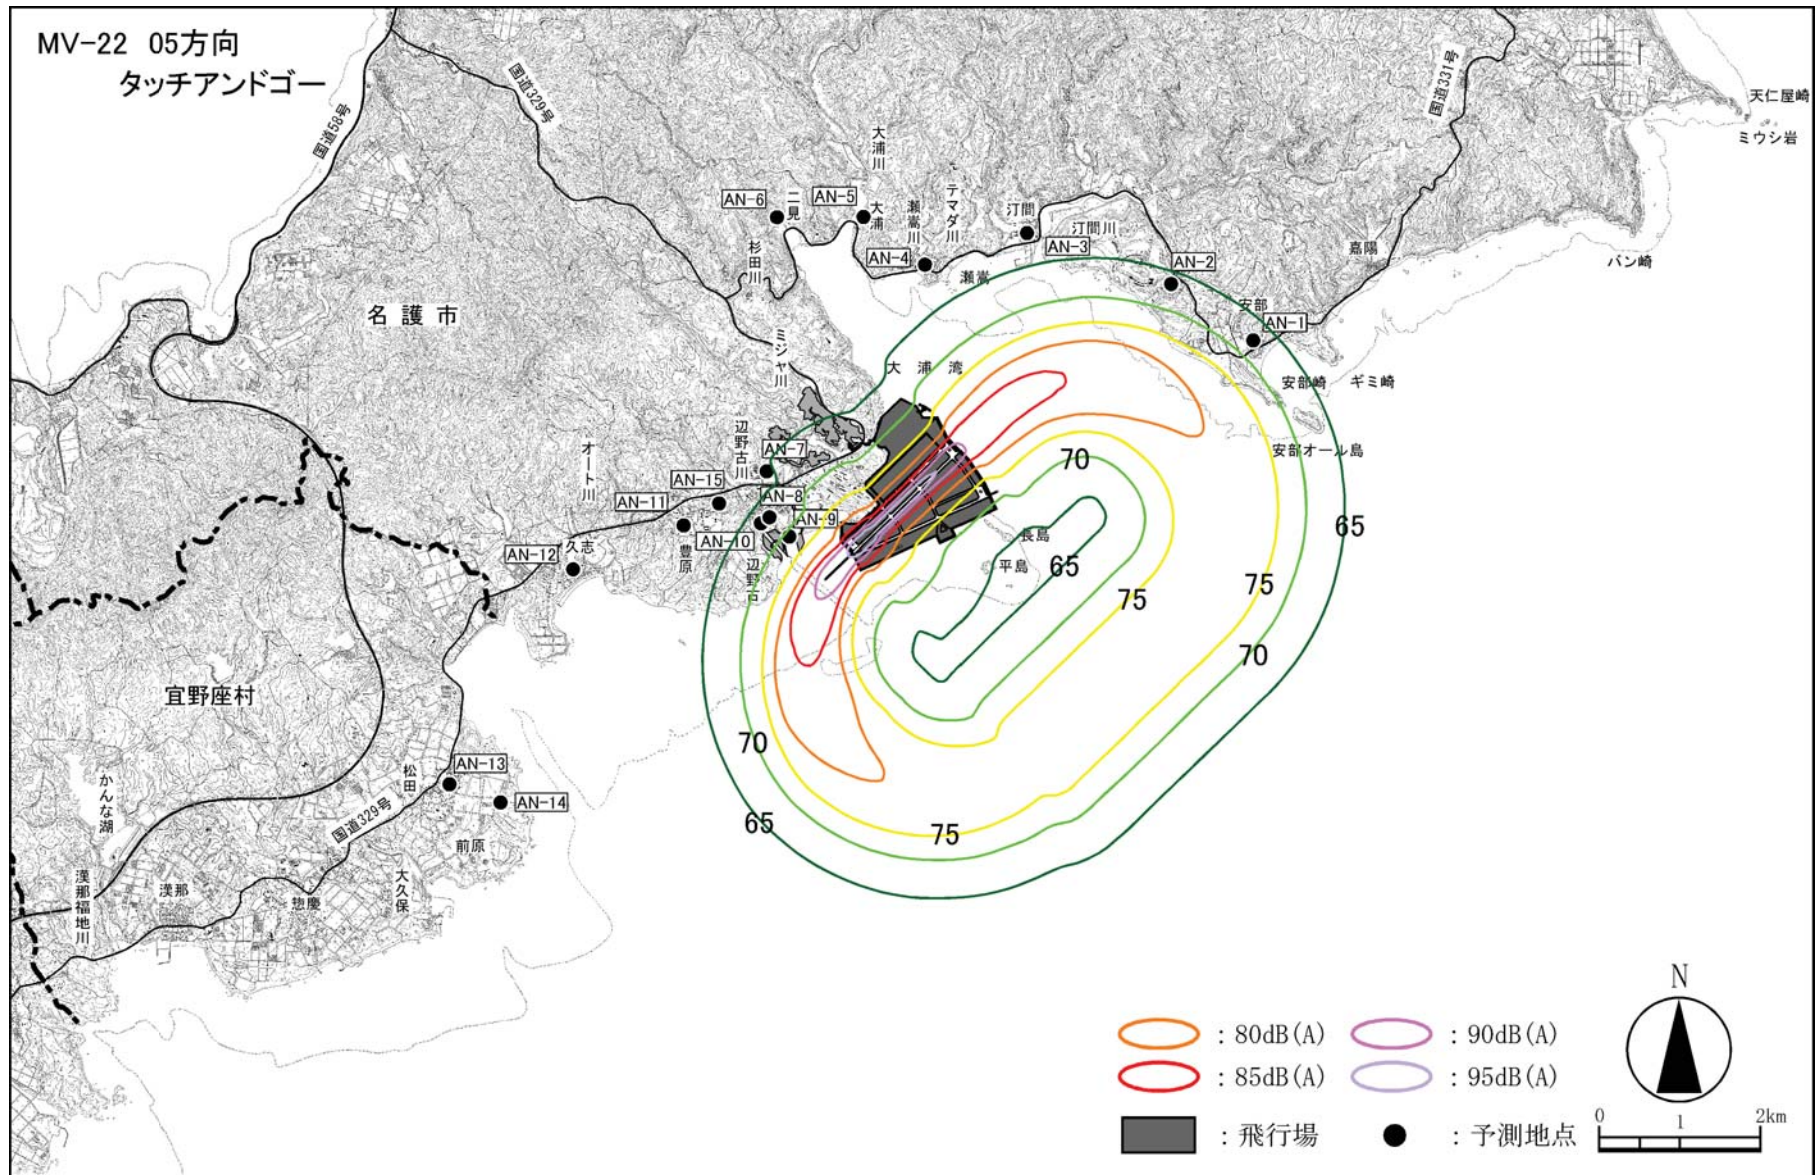 MV-22 05方向
タッチアンドゴー
国道58号
国道329号
国道331号
天仁屋崎
ミウシ岩
バン崎
嘉陽
大浦川
AN-6
二見
AN-5
大浦
瀬嵩川
テマダ川
汀間
汀間川
AN-3
AN-4
瀬嵩
AN-2
杉田川
安部
AN-1
名護市
ミジャ川
大浦湾
安部崎
ギミ崎
安部オール島
辺野古川
AN-7
オート川
AN-15
AN-11
AN-8
AN-9
AN-10
豊原
辺野古
AN-12
久志
長島
平島
70
65
65
75
75
70
70
65
75
宜野座村
かんな湖
松田
AN-13
AN-14
国道329号
前原
漢那福地川
漢那
惣慶
大久保
N
:80dB(A)
:90dB(A)
:85dB(A)
:95dB(A)
:飛行場
:予測地点
0 1 2km